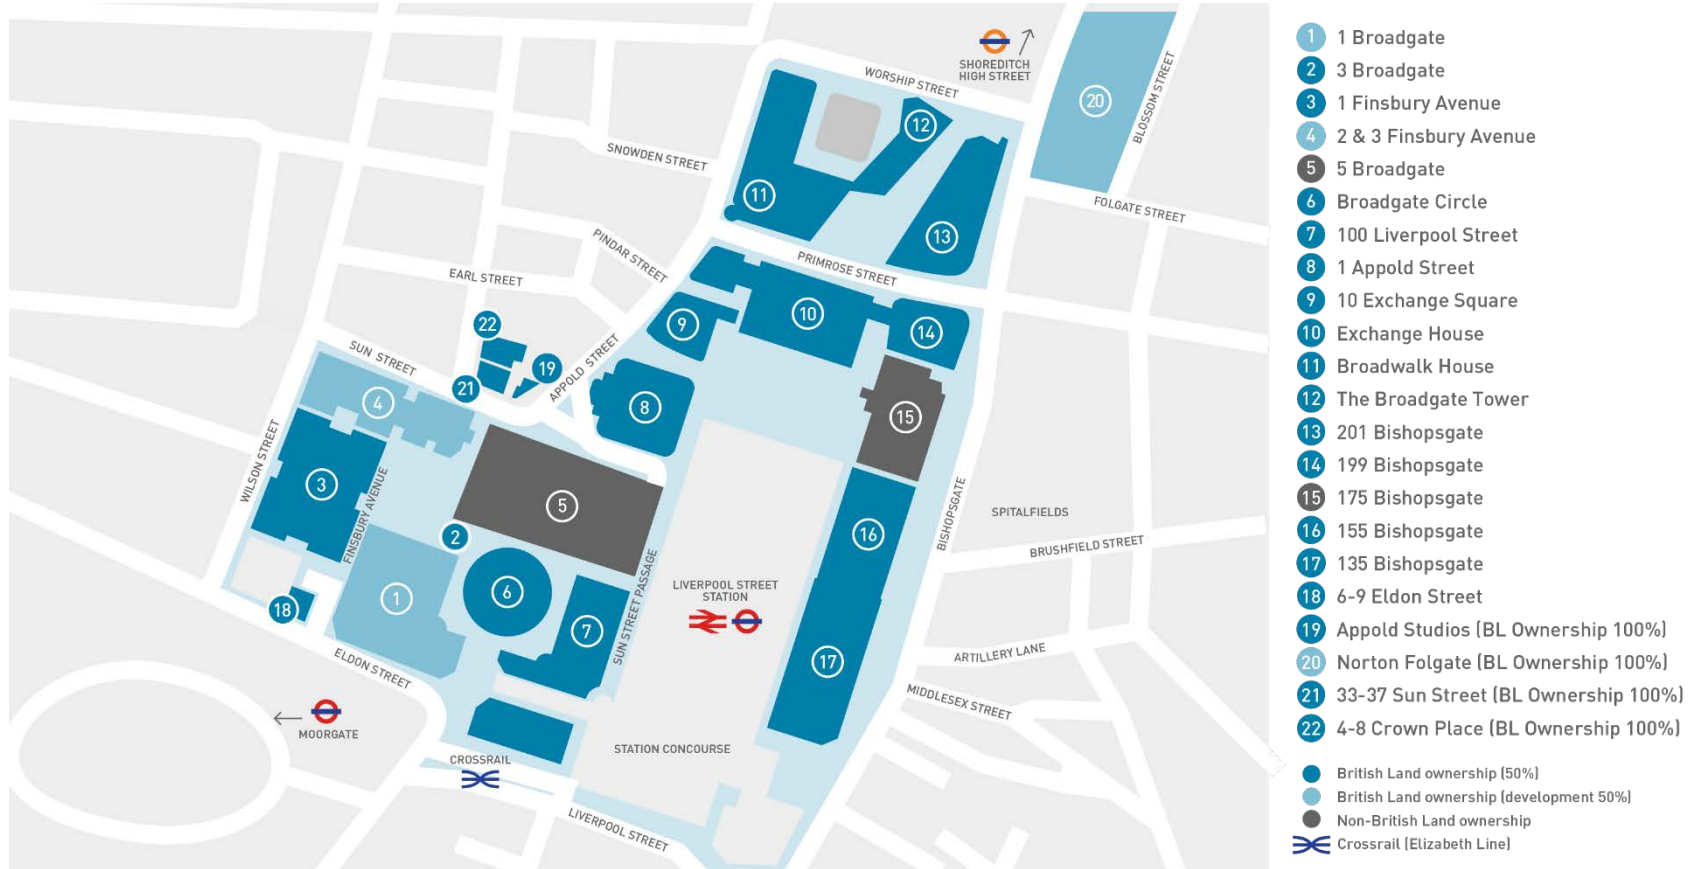 SHOREDITCH
HIGH STREET
WORSHIP STREET
BLOSSOM STREET
20
12
SNOWDEN STREET
11
FOLGATE STREET
13
PINDAR STREET
PRIMROSE STREET
EARL STREET
22
9
10
14
SUN STREET
19
APPOLD STREET
21
4
8
15
WILSON STREET
3
FINSBURY AVENUE
5
BISHOPSGATE
SPITALFIELDS
2
16
BRUSHFIELD STREET
6
LIVERPOOL STREET
STATION
1
18
7
SUN STREET PASSAGE
17
ARTILLERY LANE
ELDON STREET
MIDDLESEX STREET
MOORGATE
STATION CONCOURSE
CROSSRAIL
LIVERPOOL STREET
1 1 Broadgate
2 3 Broadgate
3 1 Finsbury Avenue
4 2 & 3 Finsbury Avenue
5 5 Broadgate
6 Broadgate Circle
7 100 Liverpool Street
8 1 Appold Street
9 10 Exchange Square
10 Exchange House
11 Broadwalk House
12 The Broadgate Tower
13 201 Bishopsgate
14 199 Bishopsgate
15 175 Bishopsgate
16 155 Bishopsgate
17 135 Bishopsgate
18 6-9 Eldon Street
19 Appold Studios (BL Ownership 100%)
20 Norton Folgate (BL Ownership 100%)
21 33-37 Sun Street (BL Ownership 100%)
22 4-8 Crown Place (BL Ownership 100%)
British Land ownership (50%)
British Land ownership (development 50%)
Non-British Land ownership
Crossrail (Elizabeth Line)